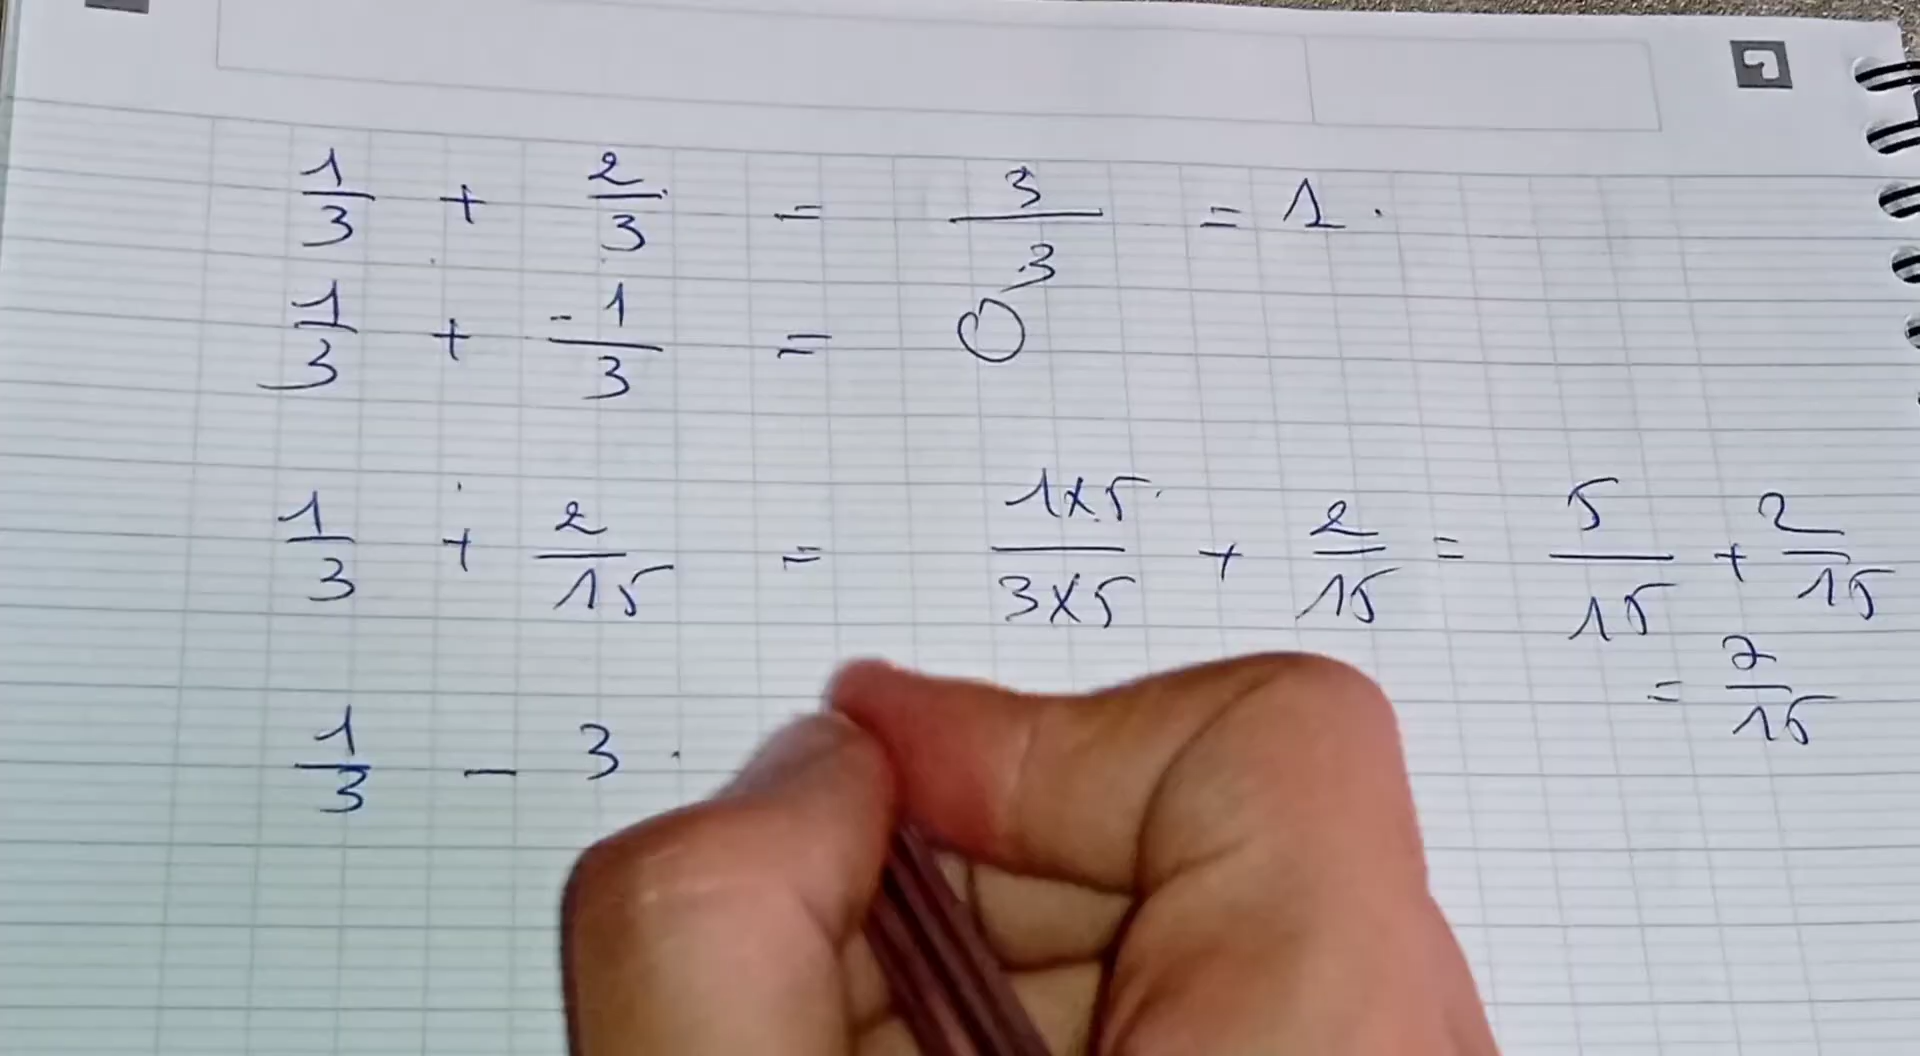 1/3 + 2/3 = 3/3 = 1.
1/3 + -1/3 = 0
1/3 + 2/15 = 1×5/3×5 + 2/15 = 5/15 + 2/15
= 7/15
1/3 - 3